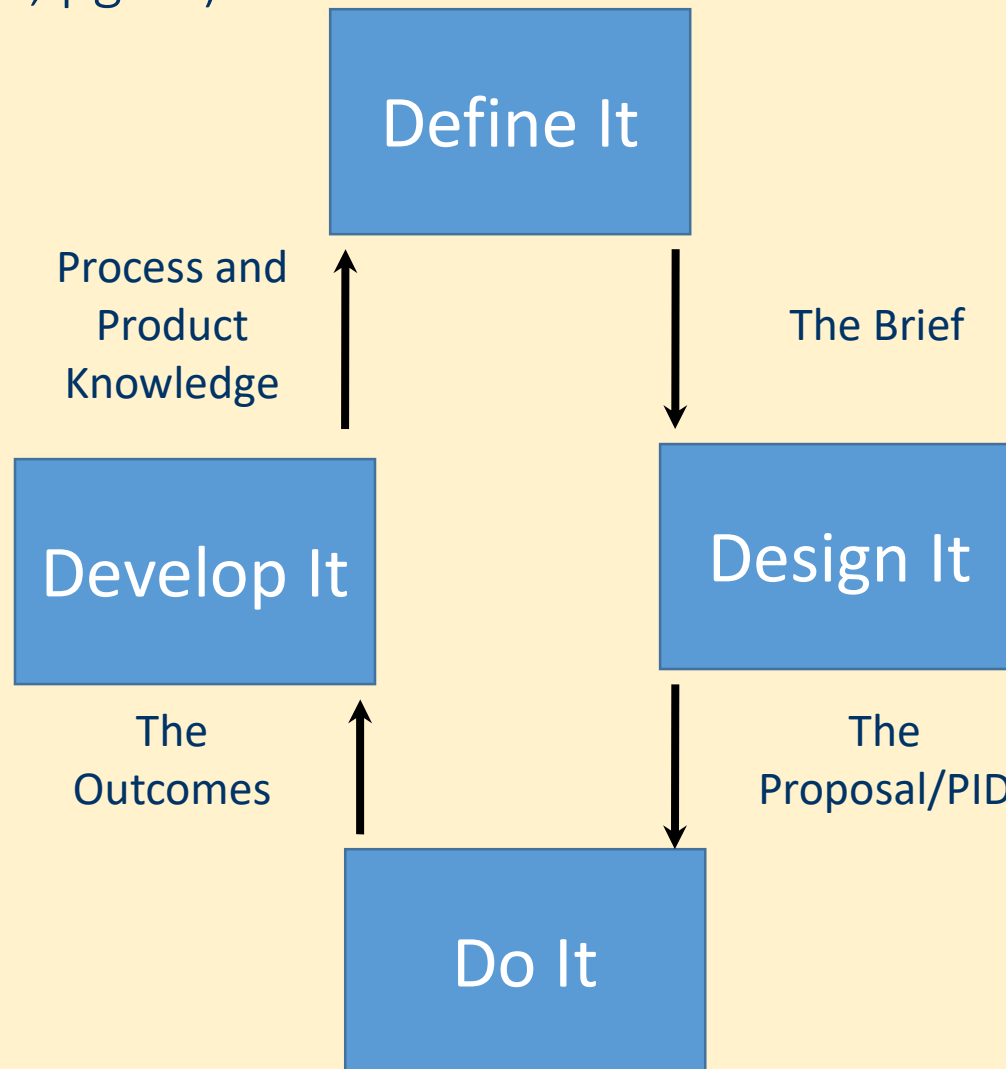 Define It
Process and
Product
Knowledge
The Brief
Develop It
Design It
The
Outcomes
The
Proposal/PID
Do It